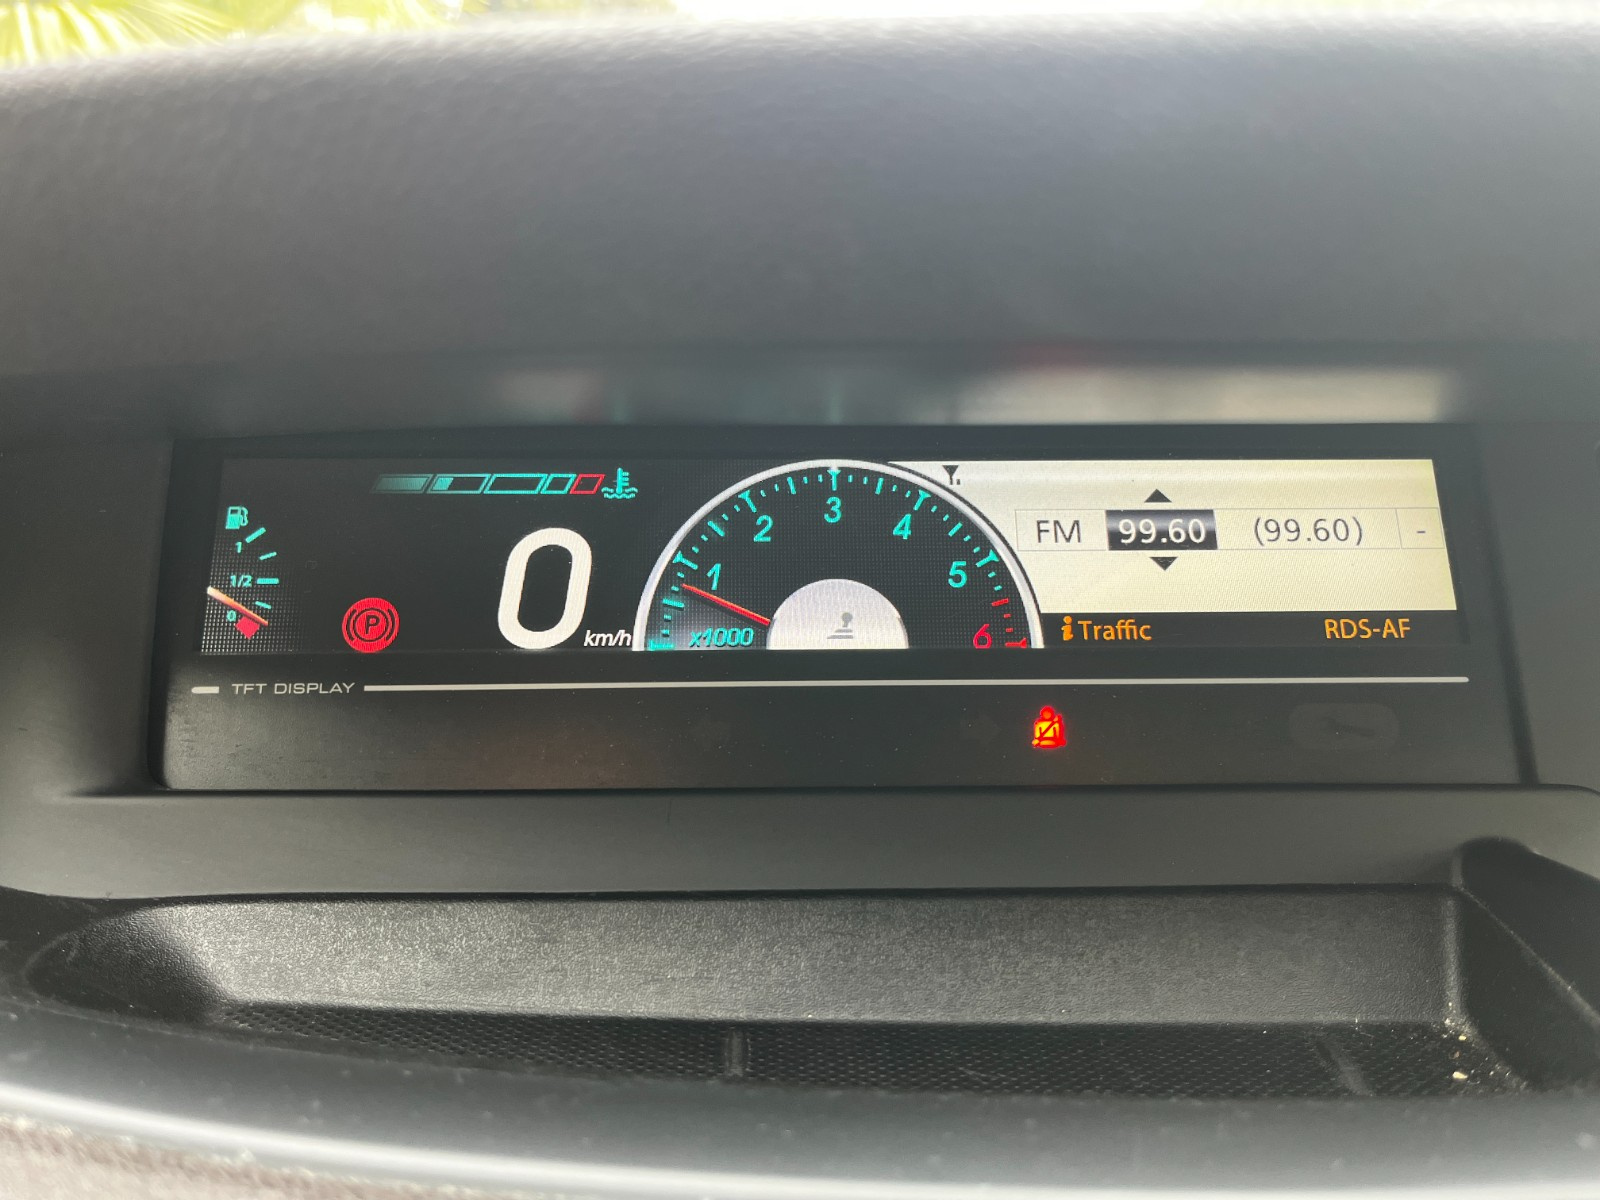 1
1/2
0
P
0 km/h
1 2 3 4 5 6
x1000
FM 99.60 (99.60) -
i Traffic RDS-AF
TFT DISPLAY